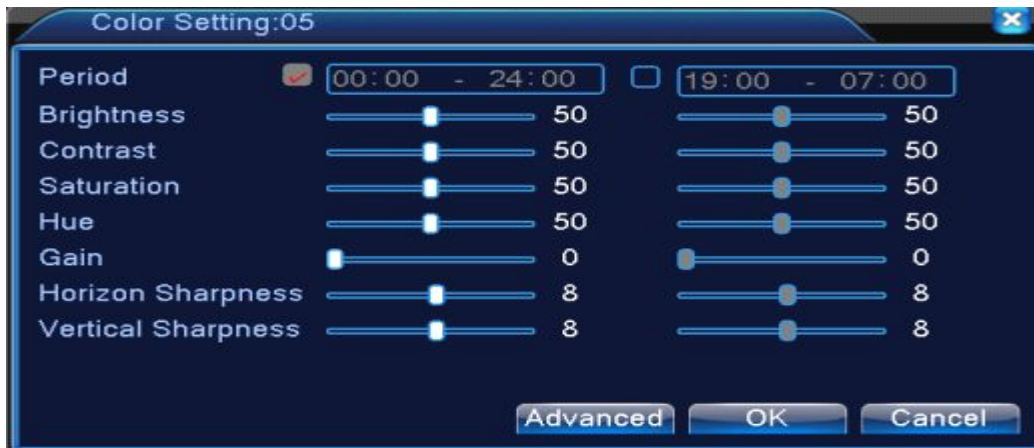 Color Setting:05
Period 00:00 - 24:00 19:00 - 07:00
Brightness 50 50
Contrast 50 50
Saturation 50 50
Hue 50 50
Gain 0 0
Horizon Sharpness 8 8
Vertical Sharpness 8 8
Advanced OK Cancel